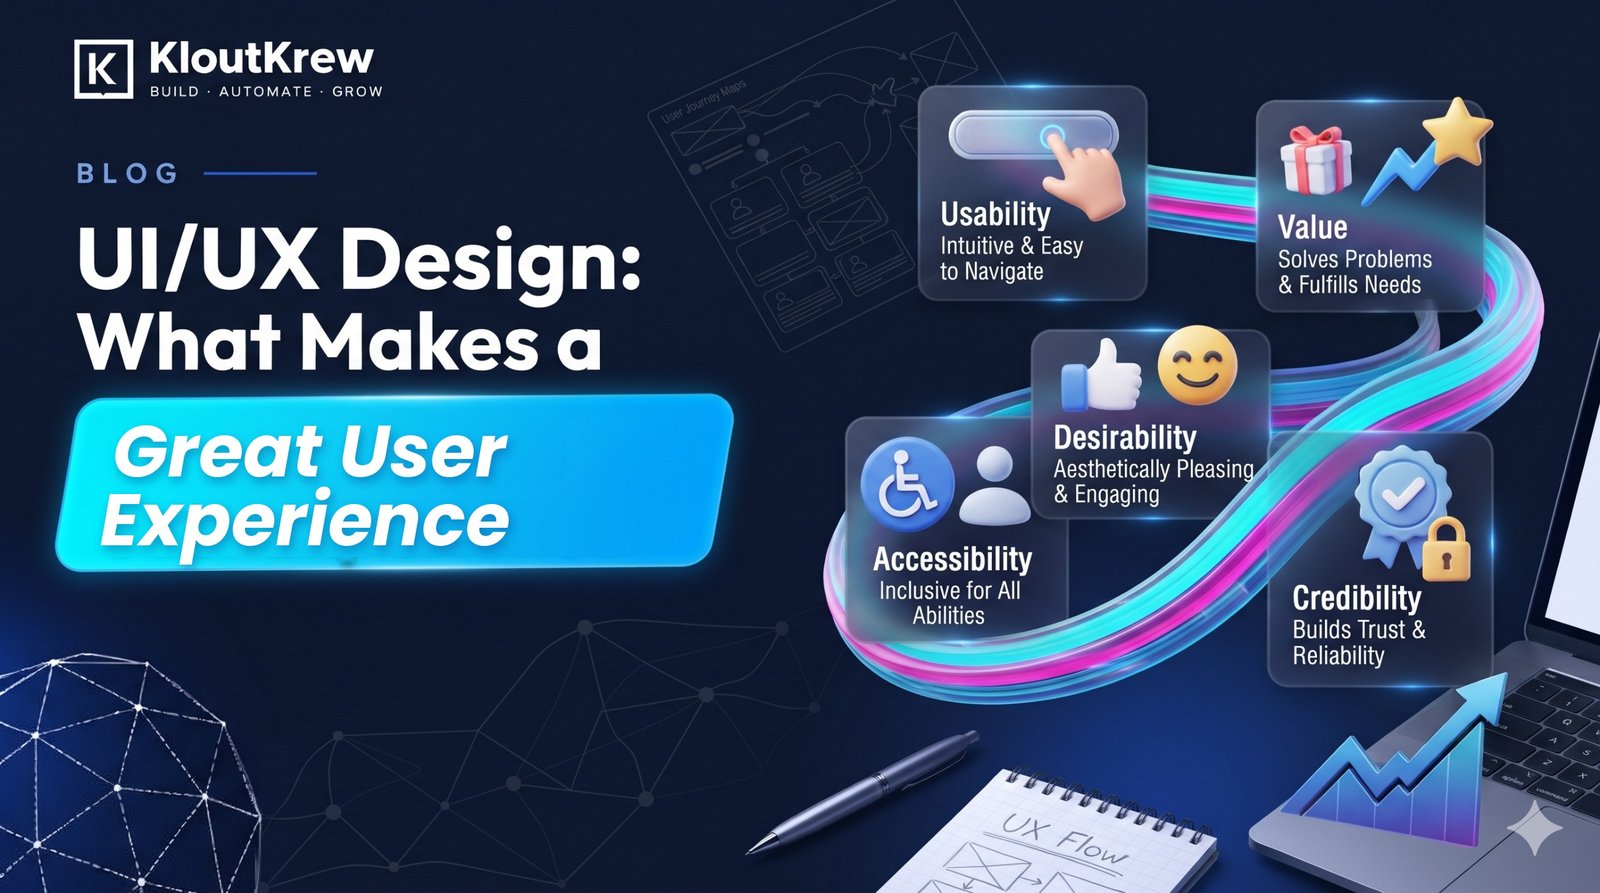 K
KloutKrew
BUILD · AUTOMATE · GROW
BLOG
UI/UX Design:
What Makes a
Great User
Experience
User Journey Maps
Usability
Intuitive & Easy
to Navigate
Value
Solves Problems
& Fulfills Needs
Desirability
Aesthetically Pleasing
& Engaging
Accessibility
Inclusive for All
Abilities
Credibility
Builds Trust &
Reliability
UX Flow
option
command